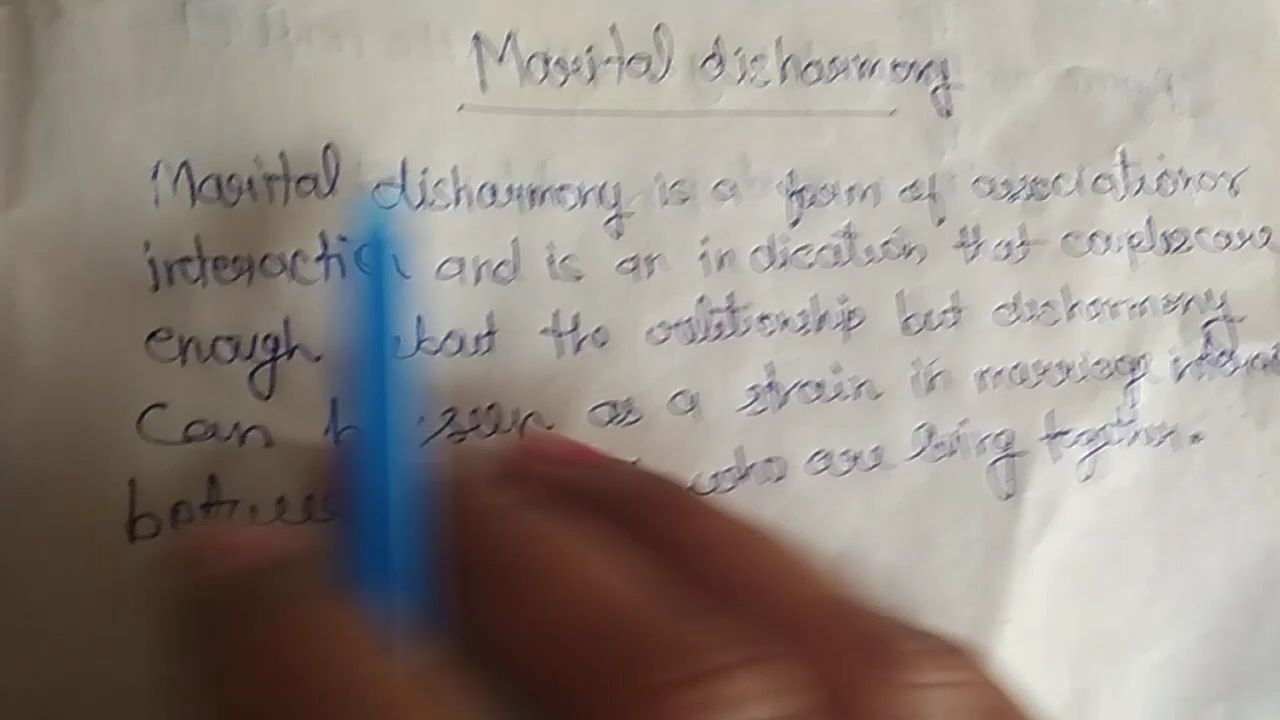 Marital disharmony
Marital disharmony is a form of association or
interaction and is an indication that couples care
enough about the relationship but disharmony
Can be seen as a strain in marriage
who are living together.